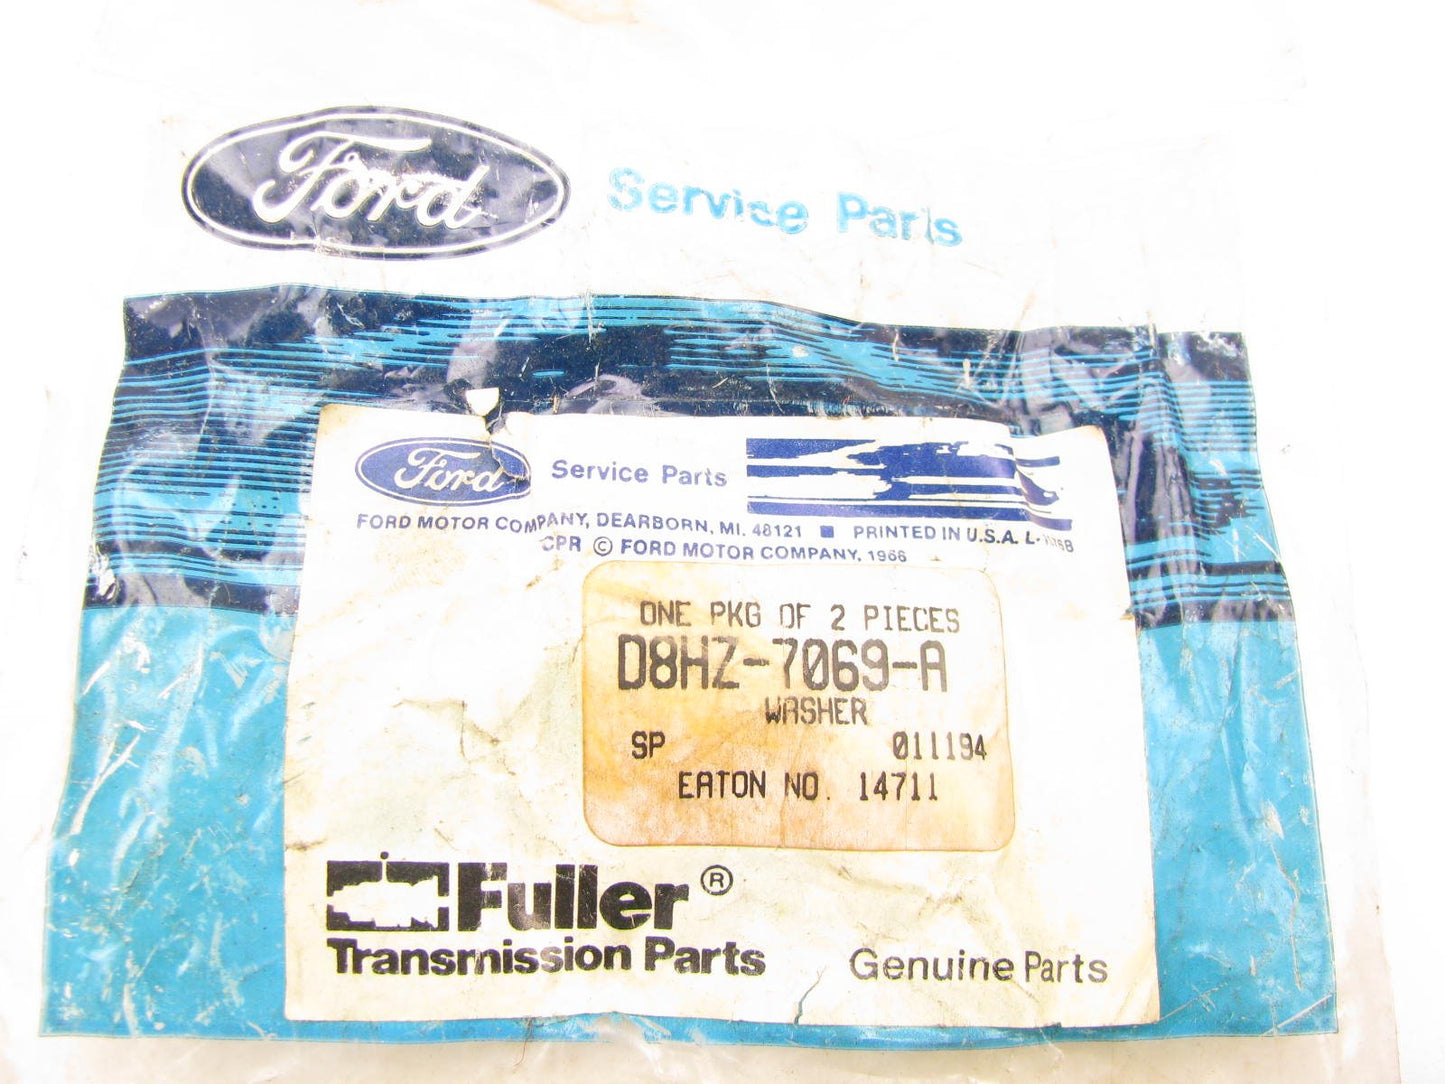 Ford Service Parts
Ford Service Parts
FORD MOTOR COMPANY, DEARBORN, MI. 48121 ■ PRINTED IN U.S.A. L-
CPR © FORD MOTOR COMPANY, 1966
ONE PKG OF 2 PIECES
D8HZ-7069-A
WASHER
SP 011194
EATON NO. 14711
Fuller®
Transmission Parts
Genuine Parts